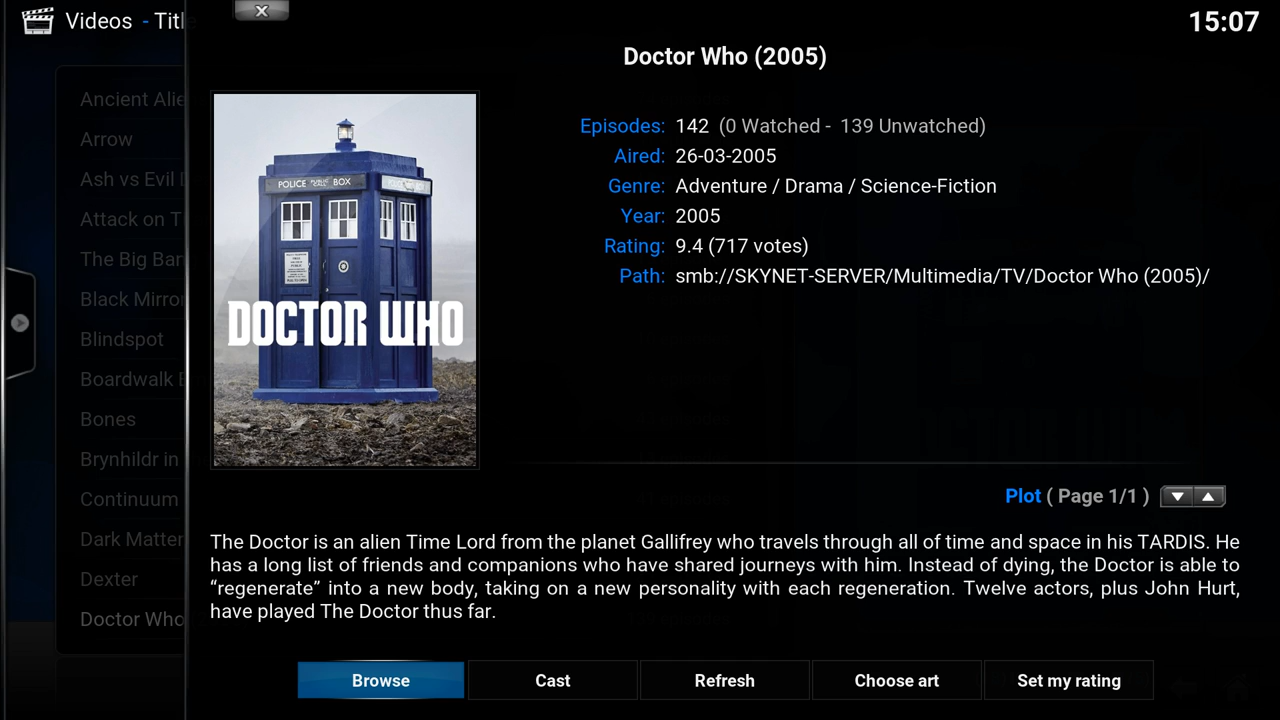 Videos - Titl
15:07
Doctor Who (2005)
Ancient Alie
Arrow
Ash vs Evil
Attack on T
The Big Ban
Black Mirror
Blindspot
Boardwalk
Bones
Brynhildr in
Continuum
Dark Matter
Dexter
Doctor Who
POLICE PUBLIC BOX
DOCTOR WHO
Episodes: 142 (0 Watched - 139 Unwatched)
Aired: 26-03-2005
Genre: Adventure / Drama / Science-Fiction
Year: 2005
Rating: 9.4 (717 votes)
Path: smb://SKYNET-SERVER/Multimedia/TV/Doctor Who (2005)/
Plot ( Page 1/1 )
The Doctor is an alien Time Lord from the planet Gallifrey who travels through all of time and space in his TARDIS. He
has a long list of friends and companions who have shared journeys with him. Instead of dying, the Doctor is able to
“regenerate” into a new body, taking on a new personality with each regeneration. Twelve actors, plus John Hurt,
have played The Doctor thus far.
Browse
Cast
Refresh
Choose art
Set my rating